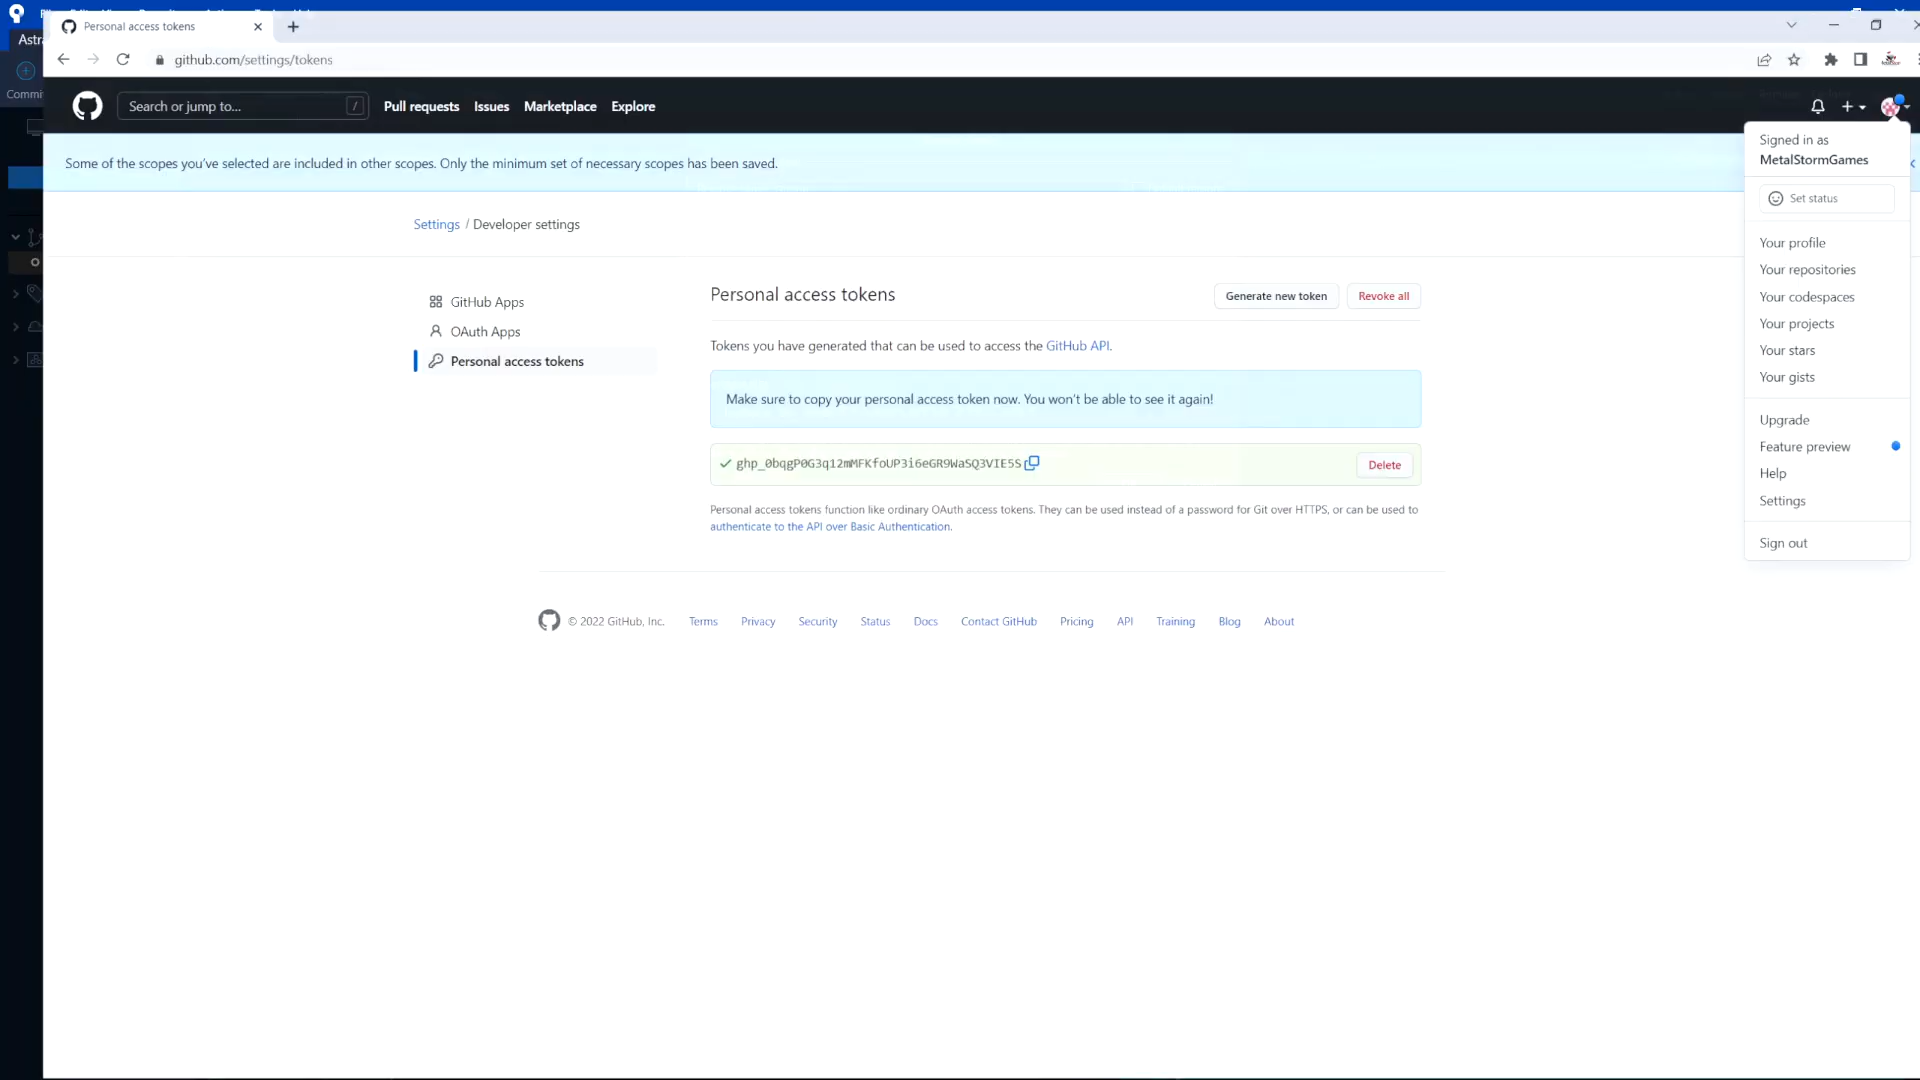 Personal access tokens
github.com/settings/tokens
Astra
Commi
Search or jump to... /
Pull requests Issues Marketplace Explore
Some of the scopes you've selected are included in other scopes. Only the minimum set of necessary scopes has been saved.
Signed in as
MetalStormGames
Set status
Your profile
Your repositories
Your codespaces
Your projects
Your stars
Your gists
Upgrade
Feature preview
Help
Settings
Sign out
Settings / Developer settings
GitHub Apps
OAuth Apps
Personal access tokens
Personal access tokens
Generate new token Revoke all
Tokens you have generated that can be used to access the GitHub API.
Make sure to copy your personal access token now. You won't be able to see it again!
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 Delete
Personal access tokens function like ordinary OAuth access tokens. They can be used instead of a password for Git over HTTPS, or can be used to
authenticate to the API over Basic Authentication.
© 2022 GitHub, Inc. Terms Privacy Security Status Docs Contact GitHub Pricing API Training Blog About